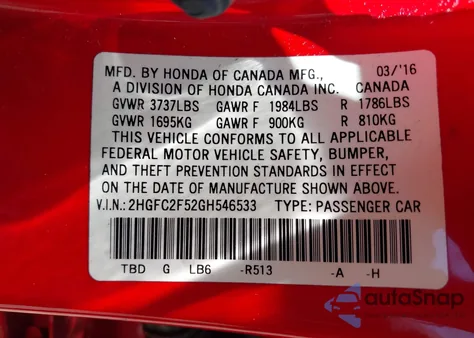 MFD. BY HONDA OF CANADA MFG., 03/'16
A DIVISION OF HONDA CANADA INC. CANADA
GVWR 3737LBS GAWR F 1984LBS R 1786LBS
GVWR 1695KG GAWR F 900KG R 810KG
THIS VEHICLE CONFORMS TO ALL APPLICABLE
FEDERAL MOTOR VEHICLE SAFETY, BUMPER,
AND THEFT PREVENTION STANDARDS IN EFFECT
ON THE DATE OF MANUFACTURE SHOWN ABOVE.
V.I.N.: 2HGFC2F52GH546533 TYPE: PASSENGER CAR
TBD G LB6 -R513 -A -H
autoSnap